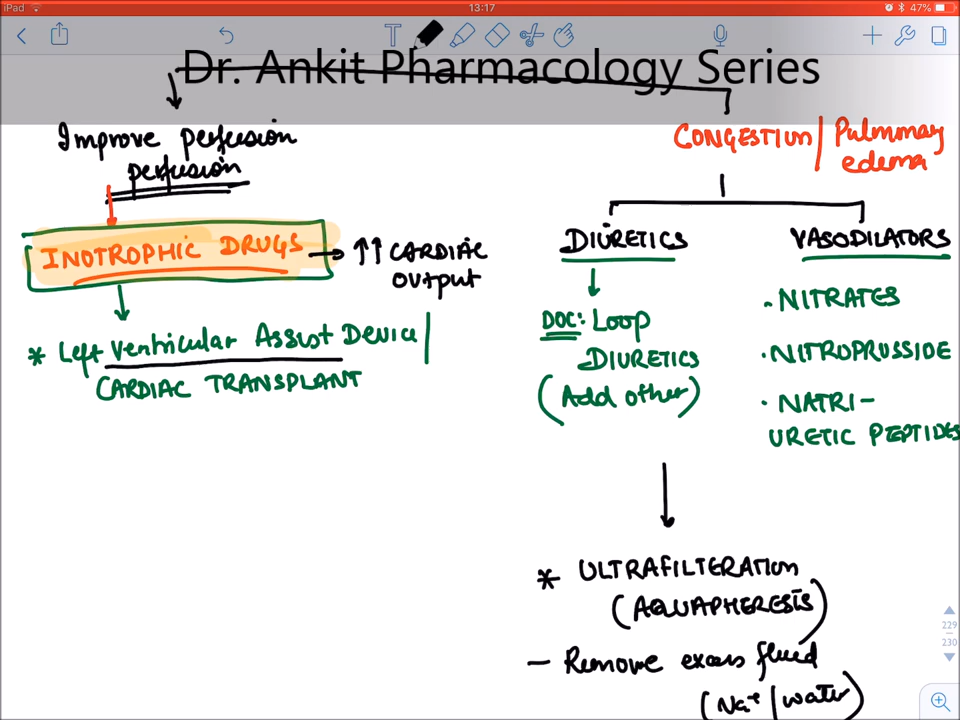 iPad
13:17
47%
Dr. Ankit Pharmacology Series
Improve perfusion
perfusion
INOTROPHIC DRUGS
→ ↑↑ CARDIAC
OUTPUT
* Left ventricular Assist Device/
CARDIAC TRANSPLANT
CONGESTION/Pulmonary
edema
DIURETICS
DOC: Loop
DIURETICS
(Add other)
VASODILATORS
• NITRATES
• NITROPRUSSIDE
• NATRI-
URETIC PEPTIDES
* ULTRAFILTERATION
(AQUAPHERESIS)
- Remove excess fluid
(Na+/water)
229
230